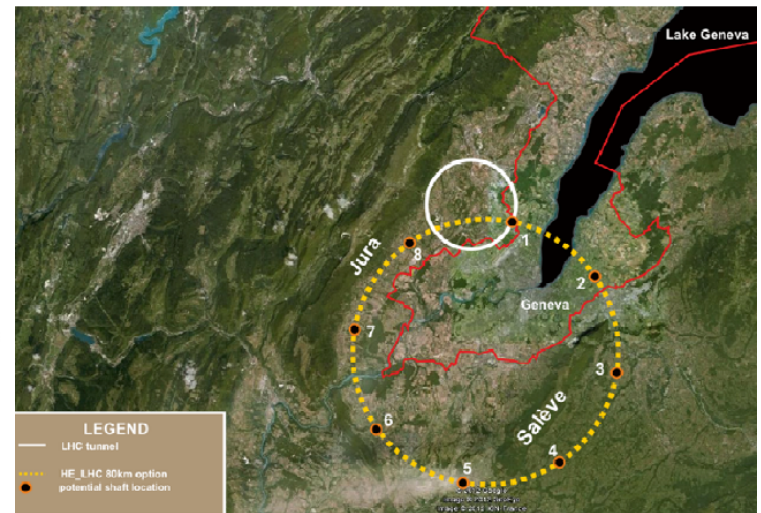 Lake Geneva
Jura
8
1
2
Geneva
7
3
Salève
6
4
5
LEGEND
LHC tunnel
HE_LHC 80km option
potential shaft location